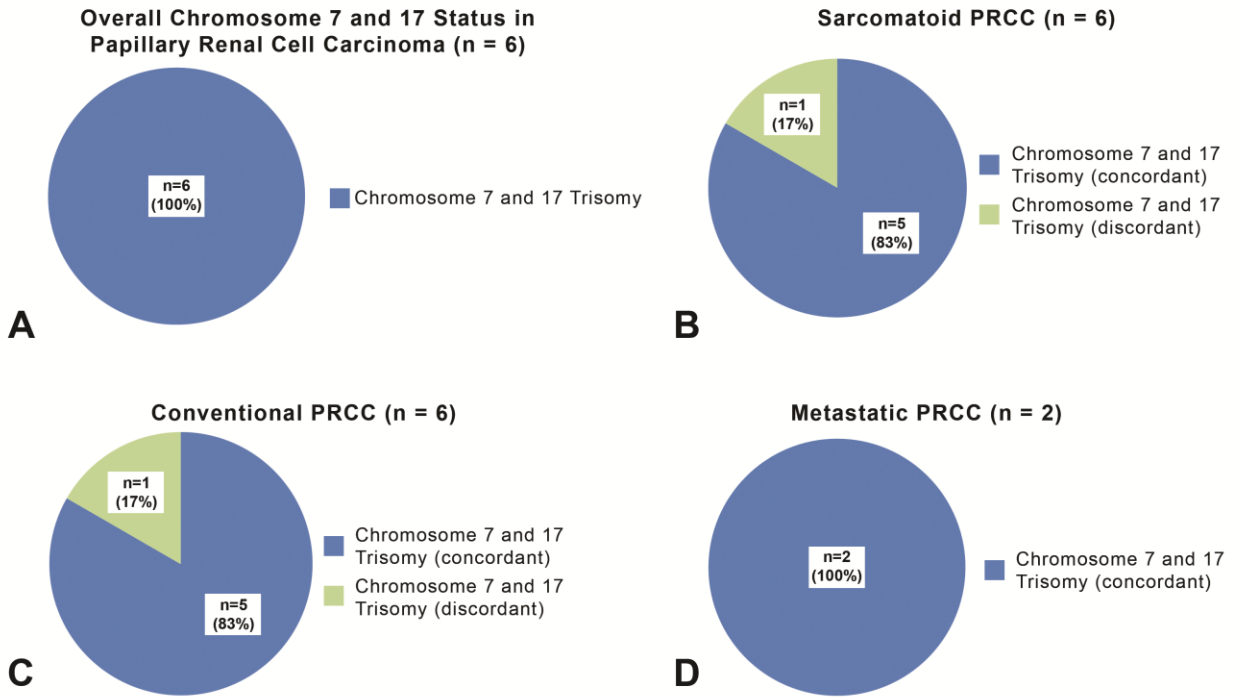 Overall Chromosome 7 and 17 Status in
Papillary Renal Cell Carcinoma (n = 6)
n=6
(100%)
Chromosome 7 and 17 Trisomy
A
Sarcomatoid PRCC (n = 6)
n=1
(17%)
n=5
(83%)
Chromosome 7 and 17
Trisomy (concordant)
Chromosome 7 and 17
Trisomy (discordant)
B
Conventional PRCC (n = 6)
n=1
(17%)
n=5
(83%)
Chromosome 7 and 17
Trisomy (concordant)
Chromosome 7 and 17
Trisomy (discordant)
C
Metastatic PRCC (n = 2)
n=2
(100%)
Chromosome 7 and 17
Trisomy (concordant)
D